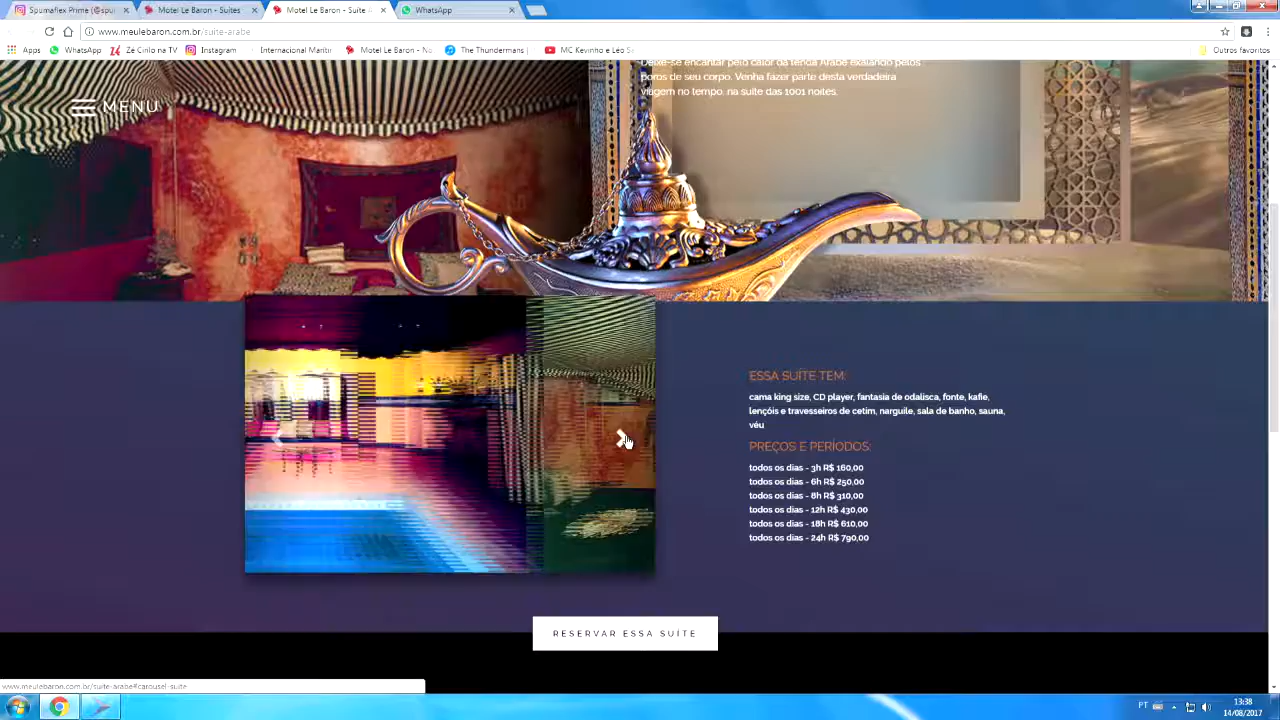 Spumaflex Prime (@spu
Motel Le Baron - Suítes
Motel Le Baron - Suíte
WhatsApp
www.meulebaron.com.br/suite-arabe
Apps
WhatsApp
Zé Cirilo na TV
Instagram
Internacional Marítim
Motel Le Baron - No
The Thundermans
MC Kevinho e Léo S
Outros favoritos
Deixe-se encantar pelo calor da tenda Árabe exalando pelos
poros de seu corpo. Venha fazer parte desta verdadeira
viagem no tempo, na suíte das 1001 noites.
MENU
ESSA SUÍTE TEM:
cama king size, CD player, fantasia de odalisca, fonte, kafie,
lençóis e travesseiros de cetim, narguile, sala de banho, sauna,
véu
PREÇOS E PERÍODOS:
todos os dias - 3h R$ 160,00
todos os dias - 6h R$ 250,00
todos os dias - 8h R$ 310,00
todos os dias - 12h R$ 430,00
todos os dias - 18h R$ 610,00
todos os dias - 24h R$ 790,00
RESERVAR ESSA SUÍTE
www.meulebaron.com.br/suite-arabe#carousel-suite
PT
13:38
14/08/2017